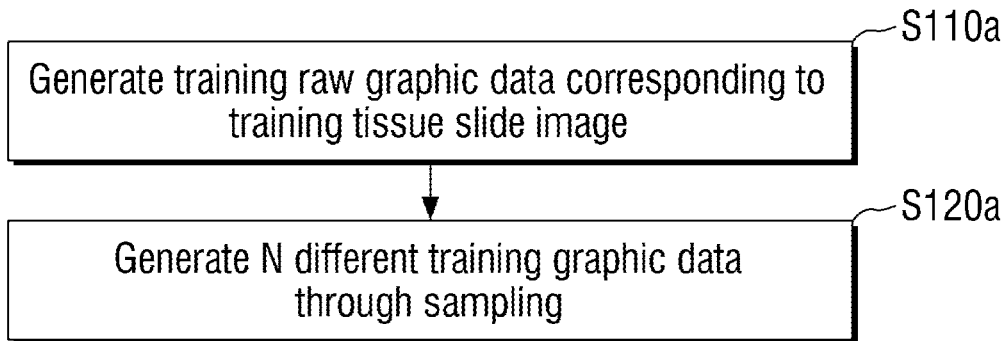 S110a
Generate training raw graphic data corresponding to
training tissue slide image
S120a
Generate N different training graphic data
through sampling